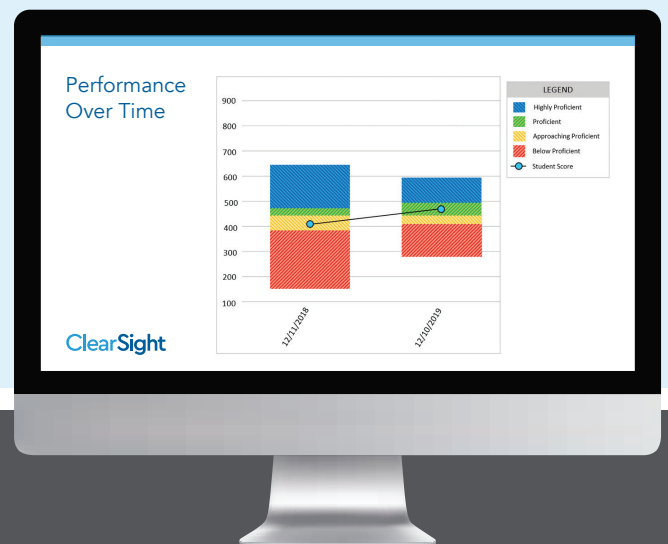 Performance
Over Time
900
800
700
600
500
400
300
200
100
12/11/2018
12/10/2019
LEGEND
Highly Proficient
Proficient
Approaching Proficient
Below Proficient
Student Score
ClearSight